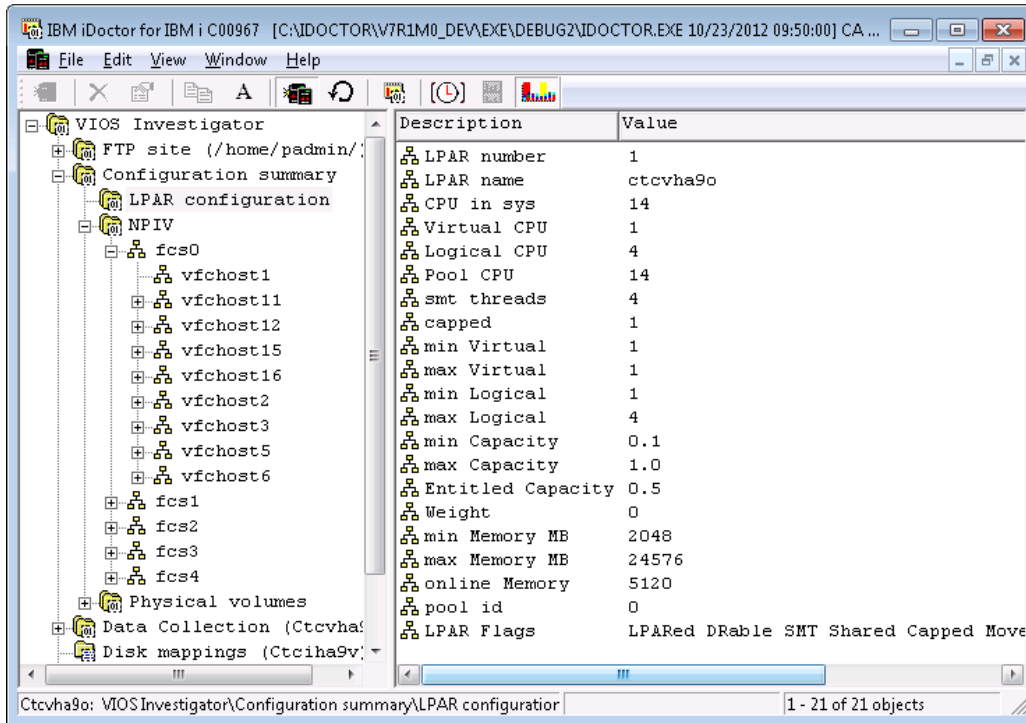 IBM iDoctor for IBM i C00967 [C:\IDOCTOR\V7R1M0_DEV\EXE\DEBUG2\IDOCTOR.EXE 10/23/2012 09:50:00] CA ...
File Edit View Window Help
VIOS Investigator
FTP site (/home/padmin/
Configuration summary
LPAR configuration
NPIV
fcs0
vfchost1
vfchost11
vfchost12
vfchost15
vfchost16
vfchost2
vfchost3
vfchost5
vfchost6
fcs1
fcs2
fcs3
fcs4
Physical volumes
Data Collection (Ctcvha9
Disk mappings (Ctciha9v)
Description Value
LPAR number 1
LPAR name ctcvha9o
CPU in sys 14
Virtual CPU 1
Logical CPU 4
Pool CPU 14
smt threads 4
capped 1
min Virtual 1
max Virtual 1
min Logical 1
max Logical 4
min Capacity 0.1
max Capacity 1.0
Entitled Capacity 0.5
Weight 0
min Memory MB 2048
max Memory MB 24576
online Memory 5120
pool id 0
LPAR Flags LPARed DRable SMT Shared Capped Move
Ctcvha9o: VIOS Investigator\Configuration summary\LPAR configuration
1 - 21 of 21 objects